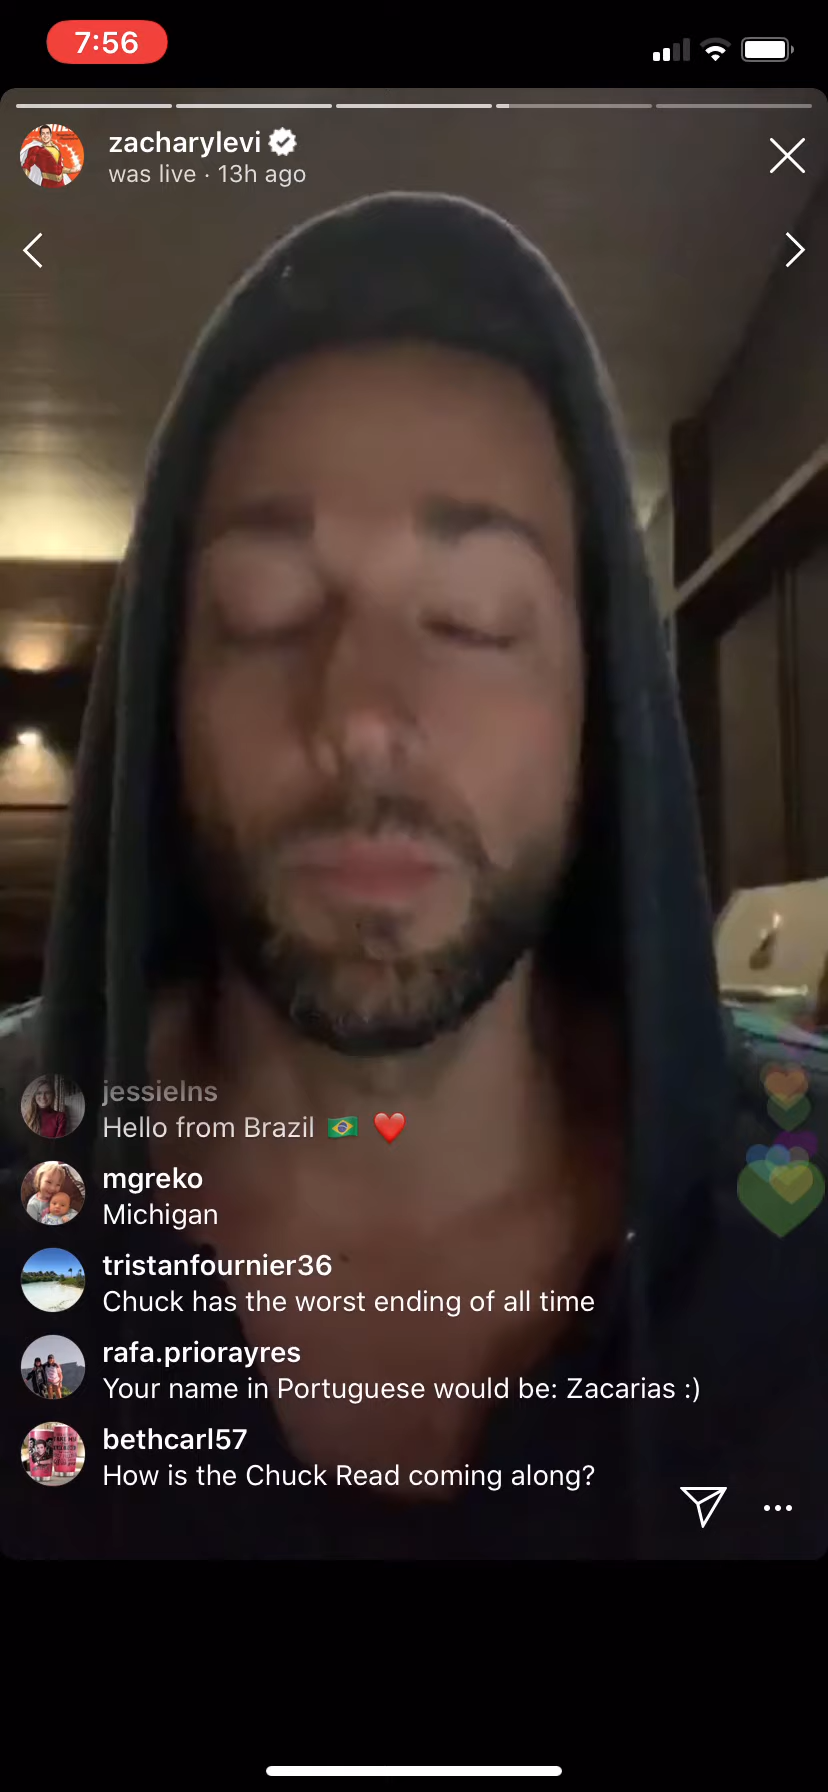 7:56
zacharylevi
was live · 13h ago
jessielns
Hello from Brazil 🇧🇷 ❤️
mgreko
Michigan
tristanfournier36
Chuck has the worst ending of all time
rafa.priorayres
Your name in Portuguese would be: Zacarias :)
bethcarl57
How is the Chuck Read coming along?